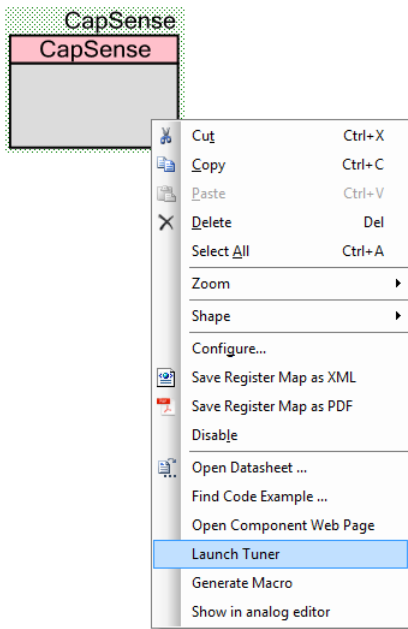 CapSense
CapSense
Cut Ctrl+X
Copy Ctrl+C
Paste Ctrl+V
Delete Del
Select All Ctrl+A
Zoom
Shape
Configure...
Save Register Map as XML
Save Register Map as PDF
Disable
Open Datasheet ...
Find Code Example ...
Open Component Web Page
Launch Tuner
Generate Macro
Show in analog editor